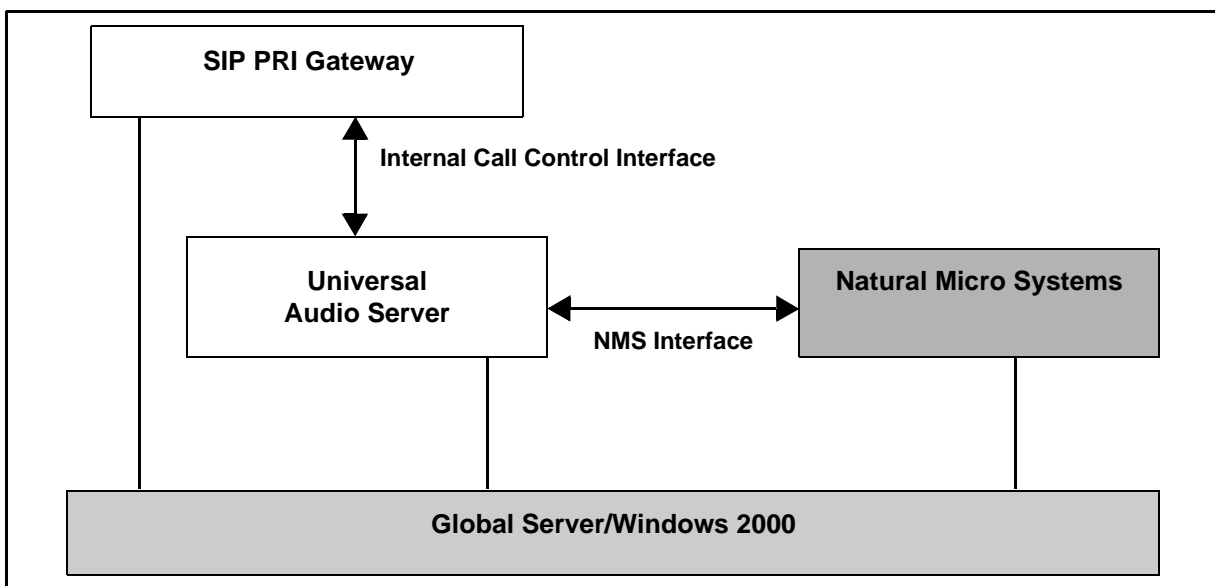 SIP PRI Gateway
Internal Call Control Interface
Universal
Audio Server
Natural Micro Systems
NMS Interface
Global Server/Windows 2000